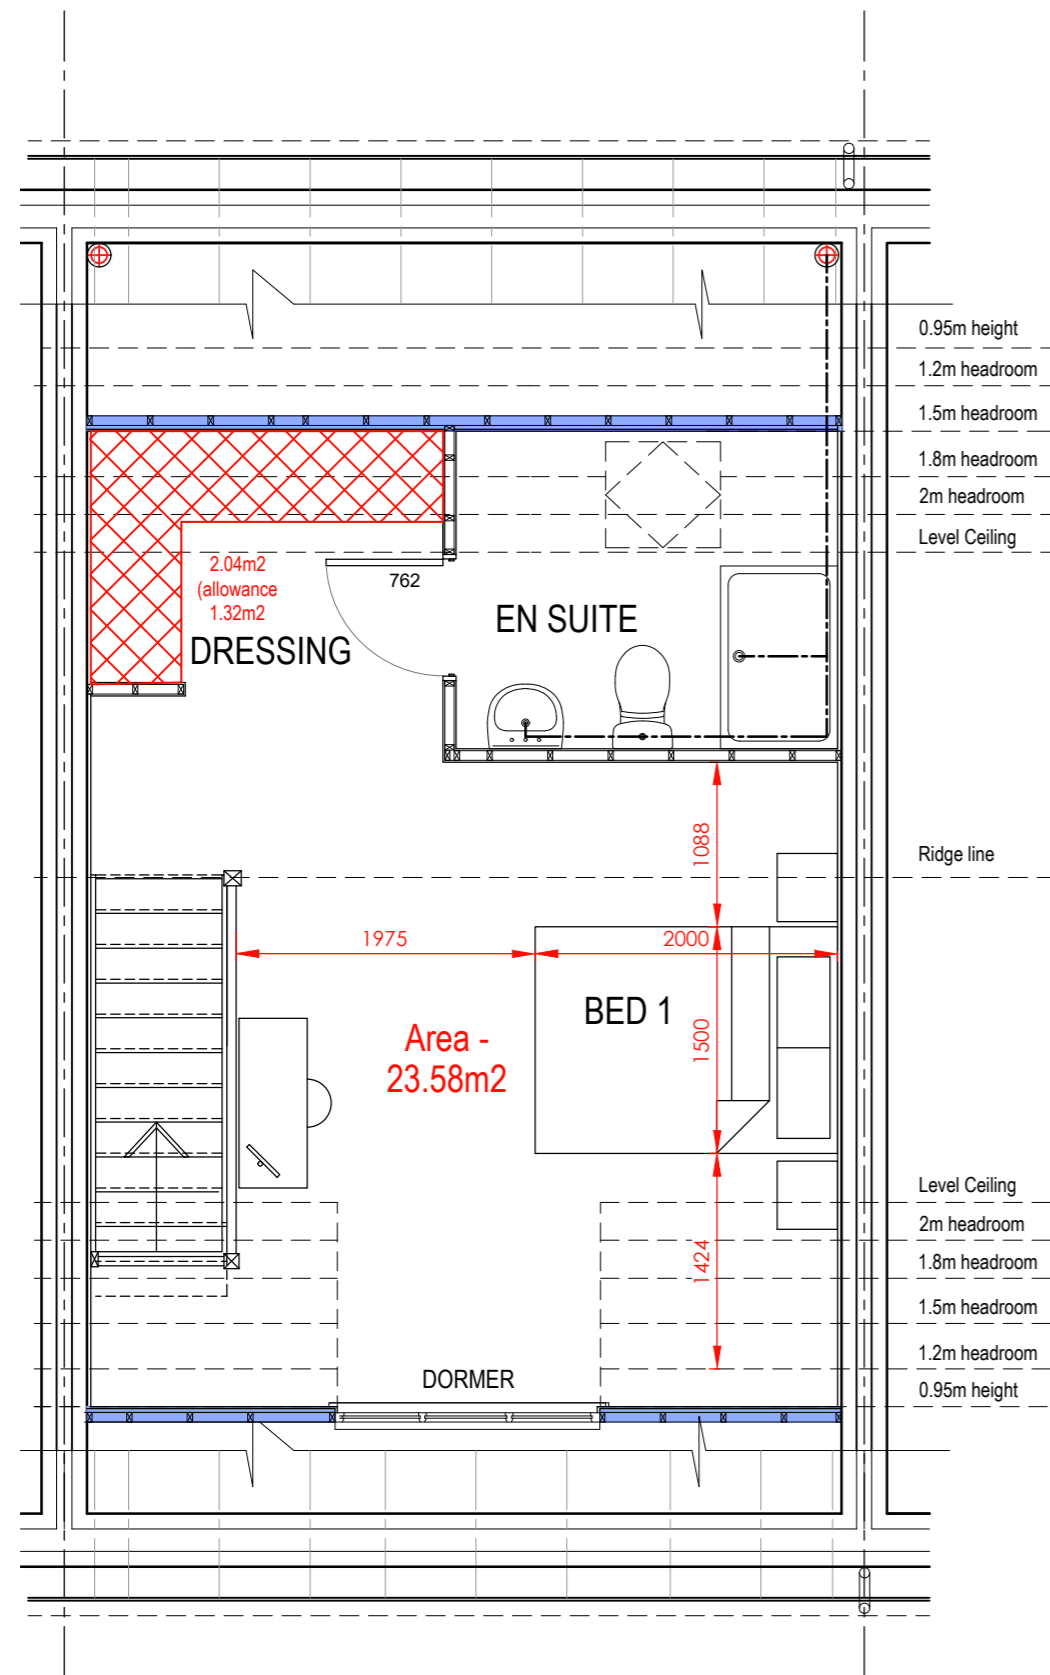 0.95m height
1.2m headroom
1.5m headroom
1.8m headroom
2m headroom
Level Ceiling
2.04m2
(allowance
1.32m2
762
EN SUITE
DRESSING
1088
Ridge line
1975
2000
BED 1
1500
Area -
23.58m2
Level Ceiling
2m headroom
1.8m headroom
1424
1.5m headroom
1.2m headroom
DORMER
0.95m height